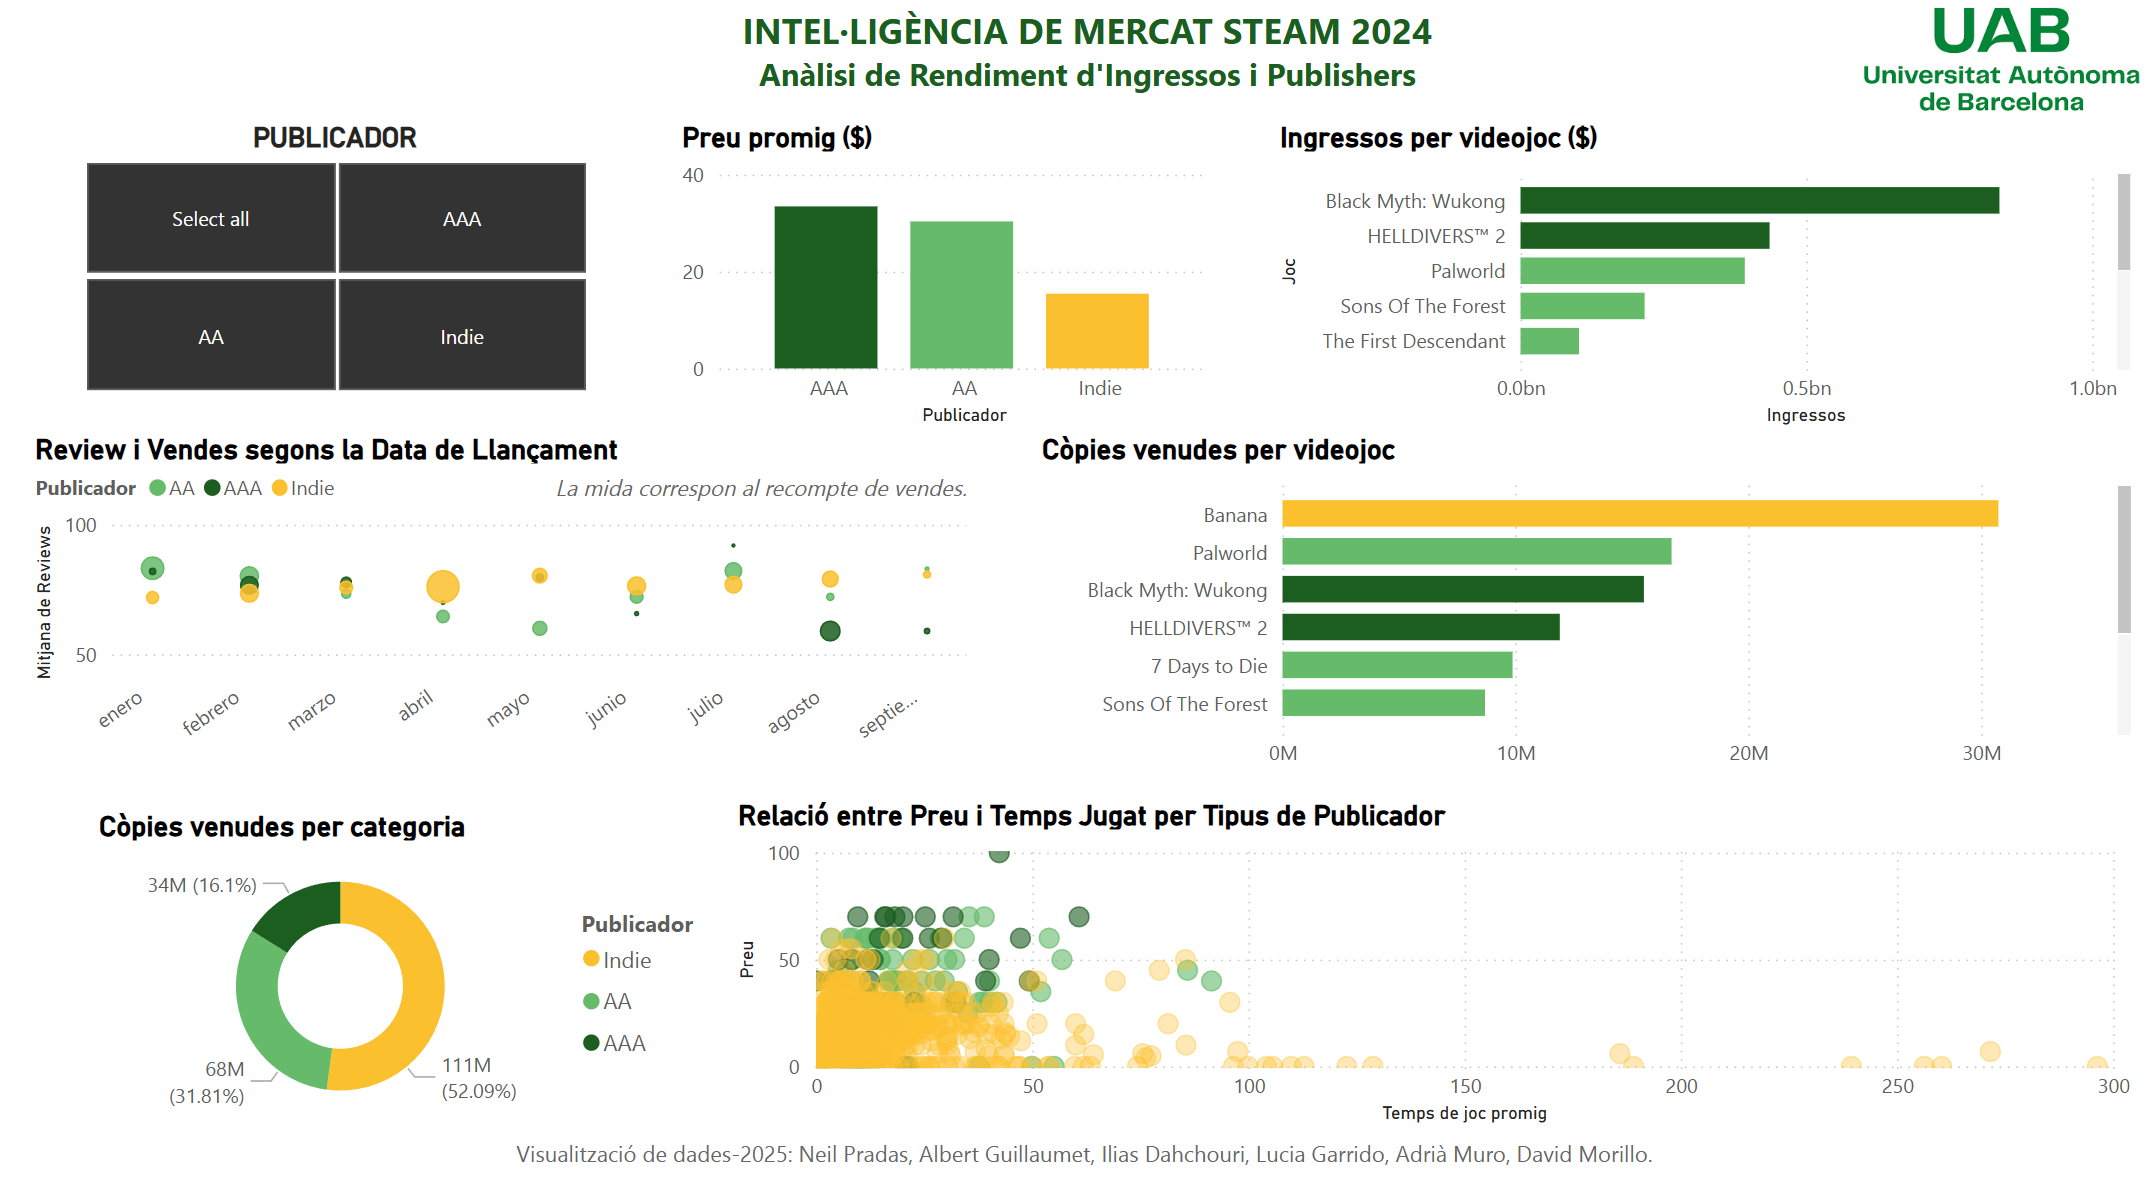 INTEL·LIGÈNCIA DE MERCAT STEAM 2024
Anàlisi de Rendiment d'Ingressos i Publishers
UAB
Universitat Autònoma
de Barcelona
PUBLICADOR
Select all
AAA
AA
Indie
Preu promig ($)
40
20
0
AAA
AA
Indie
Publicador
Ingressos per videojoc ($)
Joc
Black Myth: Wukong
HELLDIVERS™ 2
Palworld
Sons Of The Forest
The First Descendant
0.0bn
0.5bn
1.0bn
Ingressos
Review i Vendes segons la Data de Llançament
Publicador AA AAA Indie
La mida correspon al recompte de vendes.
Mitjana de Reviews
100
50
enero
febrero
marzo
abril
mayo
junio
julio
agosto
septie...
Còpies venudes per videojoc
Banana
Palworld
Black Myth: Wukong
HELLDIVERS™ 2
7 Days to Die
Sons Of The Forest
0M
10M
20M
30M
Còpies venudes per categoria
34M (16.1%)
68M
(31.81%)
111M
(52.09%)
Publicador
Indie
AA
AAA
Relació entre Preu i Temps Jugat per Tipus de Publicador
Preu
100
50
0
0
50
100
150
200
250
300
Temps de joc promig
Visualització de dades-2025: Neil Pradas, Albert Guillaumet, Ilias Dahchouri, Lucia Garrido, Adrià Muro, David Morillo.